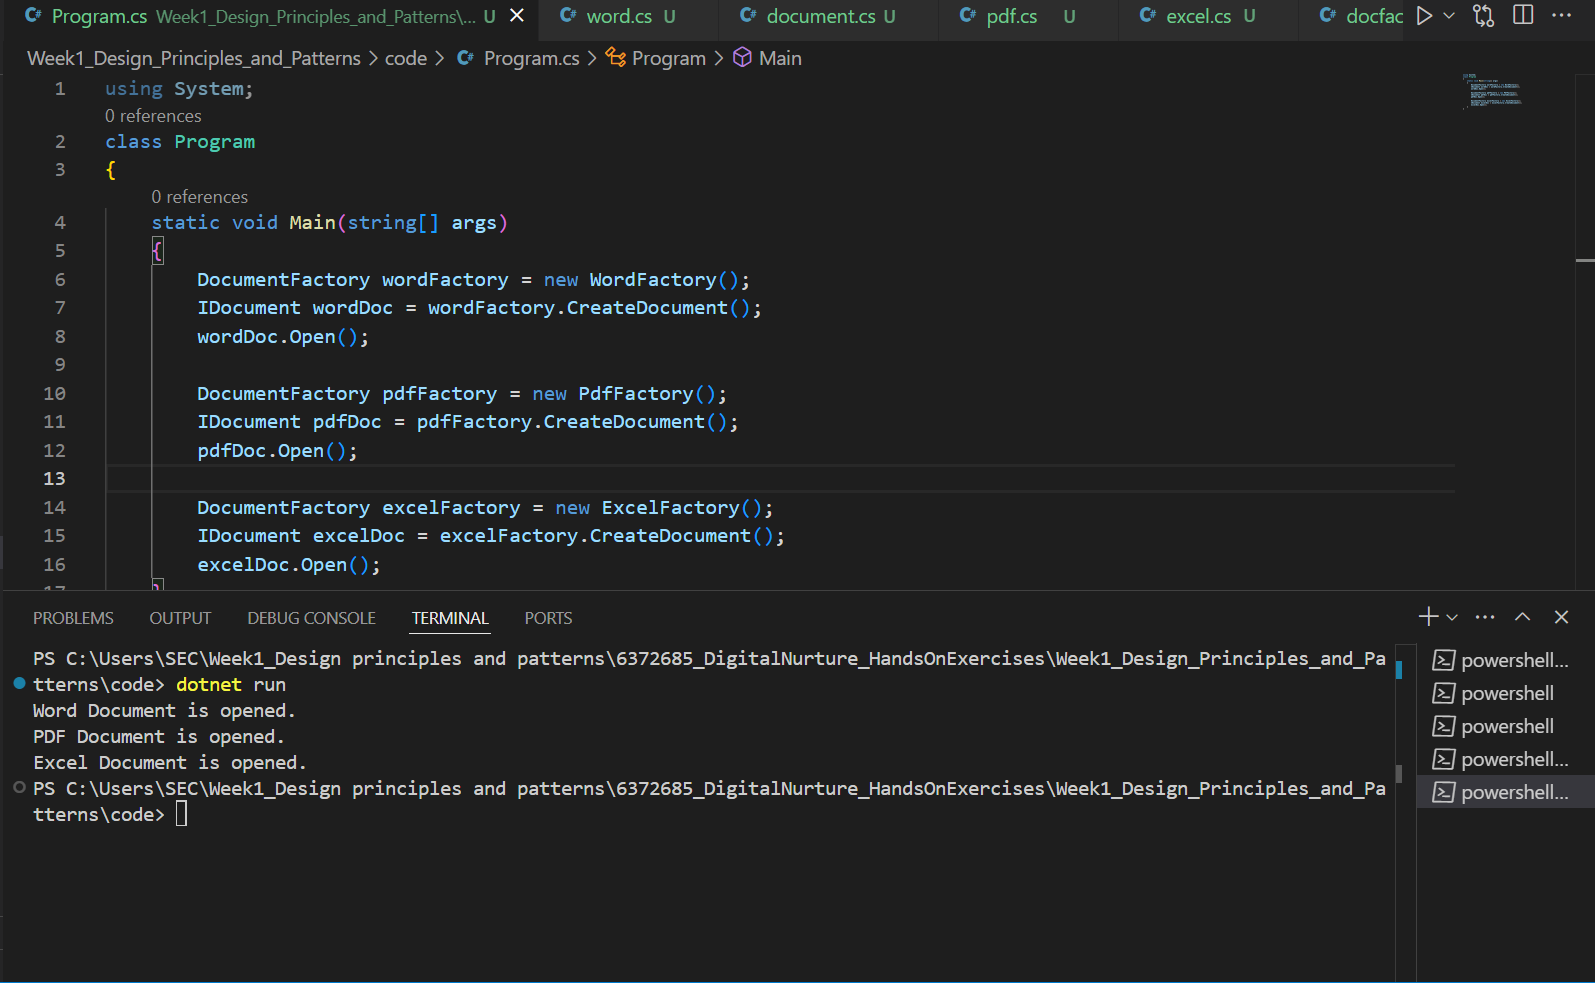 Program.cs Week1_Design_Principles_and_Patterns\... U word.cs U document.cs U pdf.cs U excel.cs U docfac
Week1_Design_Principles_and_Patterns > code > Program.cs > Program > Main
1 using System;
0 references
2 class Program
3 {
0 references
4 static void Main(string[] args)
5 {
6 DocumentFactory wordFactory = new WordFactory();
7 IDocument wordDoc = wordFactory.CreateDocument();
8 wordDoc.Open();
9
10 DocumentFactory pdfFactory = new PdfFactory();
11 IDocument pdfDoc = pdfFactory.CreateDocument();
12 pdfDoc.Open();
13
14 DocumentFactory excelFactory = new ExcelFactory();
15 IDocument excelDoc = excelFactory.CreateDocument();
16 excelDoc.Open();
17 }
PROBLEMS OUTPUT DEBUG CONSOLE TERMINAL PORTS
PS C:\Users\SEC\Week1_Design principles and patterns\6372685_DigitalNurture_HandsOnExercises\Week1_Design_Principles_and_Pa
tterns\code> dotnet run
Word Document is opened.
PDF Document is opened.
Excel Document is opened.
PS C:\Users\SEC\Week1_Design principles and patterns\6372685_DigitalNurture_HandsOnExercises\Week1_Design_Principles_and_Pa
tterns\code>
powershell...
powershell
powershell
powershell...
powershell...